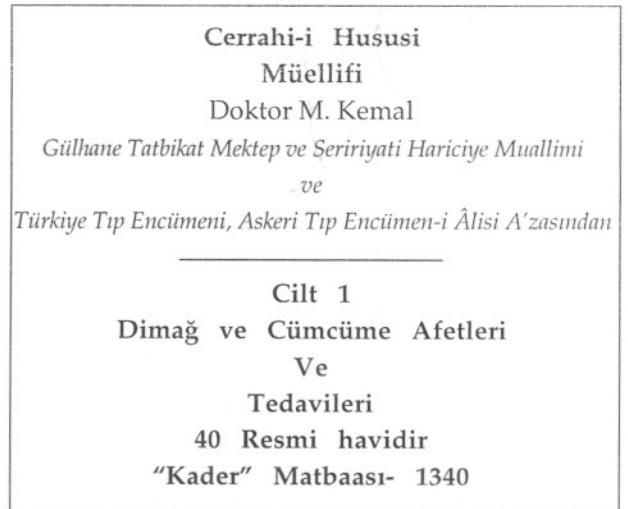 Cerrahi-i Hususi
Müellifi
Doktor M. Kemal
Gülhane Tatbikat Mektep ve Seririyati Hariciye Muallimi
ve
Türkiye Tıp Encümeni, Askeri Tıp Encümen-i Âlisi A'zasından
Cilt 1
Dimağ ve Cümcüme Afetleri
Ve
Tedavileri
40 Resmi havidir
"Kader" Matbaası- 1340